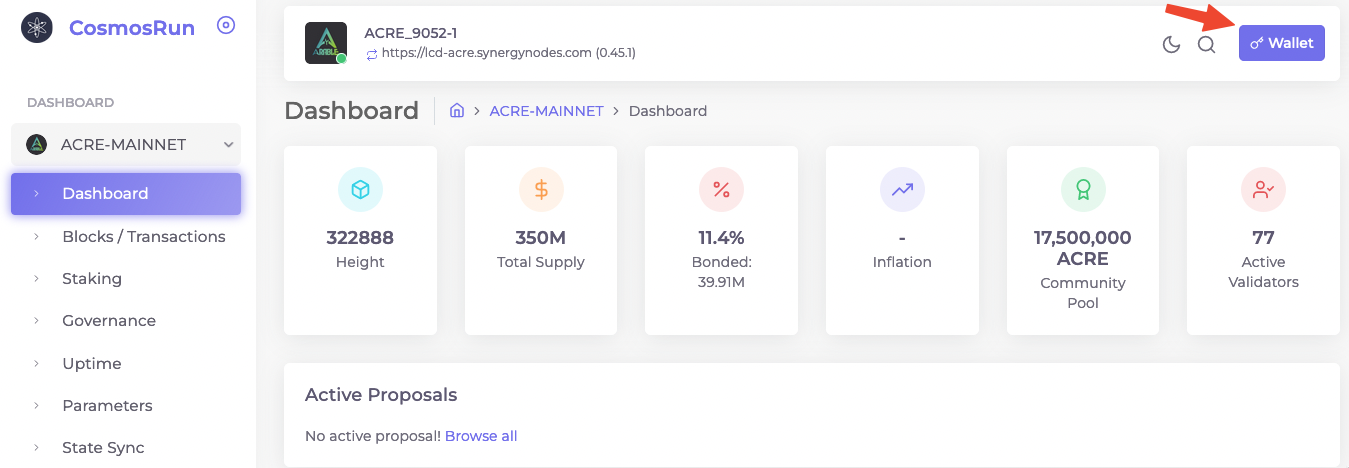 CosmosRun
DASHBOARD
ACRE-MAINNET
Dashboard
Blocks / Transactions
Staking
Governance
Uptime
Parameters
State Sync
ARABLE
ACRE_9052-1
https://lcd-acre.synergynodes.com (0.45.1)
Wallet
Dashboard
ACRE-MAINNET > Dashboard
322888
Height
350M
Total Supply
11.4%
Bonded:
39.91M
-
Inflation
17,500,000
ACRE
Community
Pool
77
Active
Validators
Active Proposals
No active proposal! Browse all